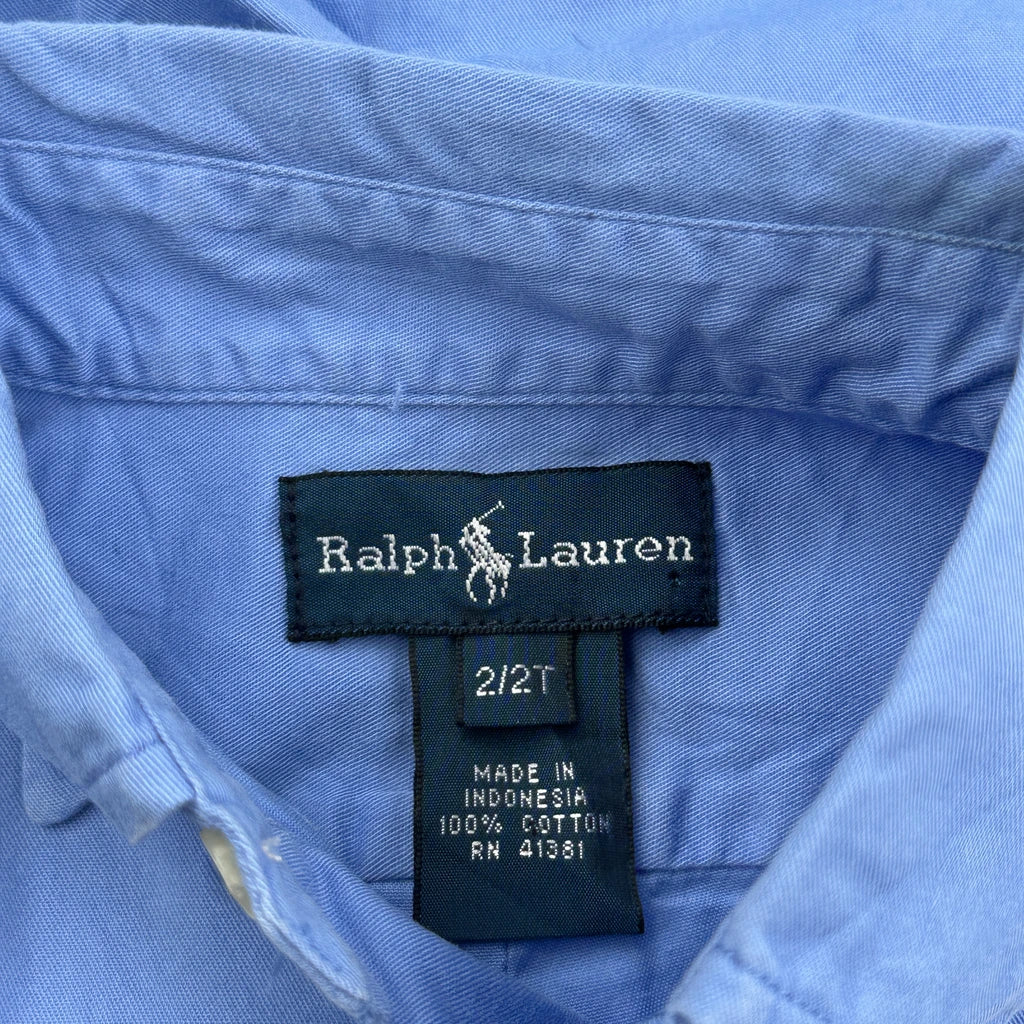 Ralph Lauren
2/2T
MADE IN
INDONESIA
100% COTTON
RN 41381